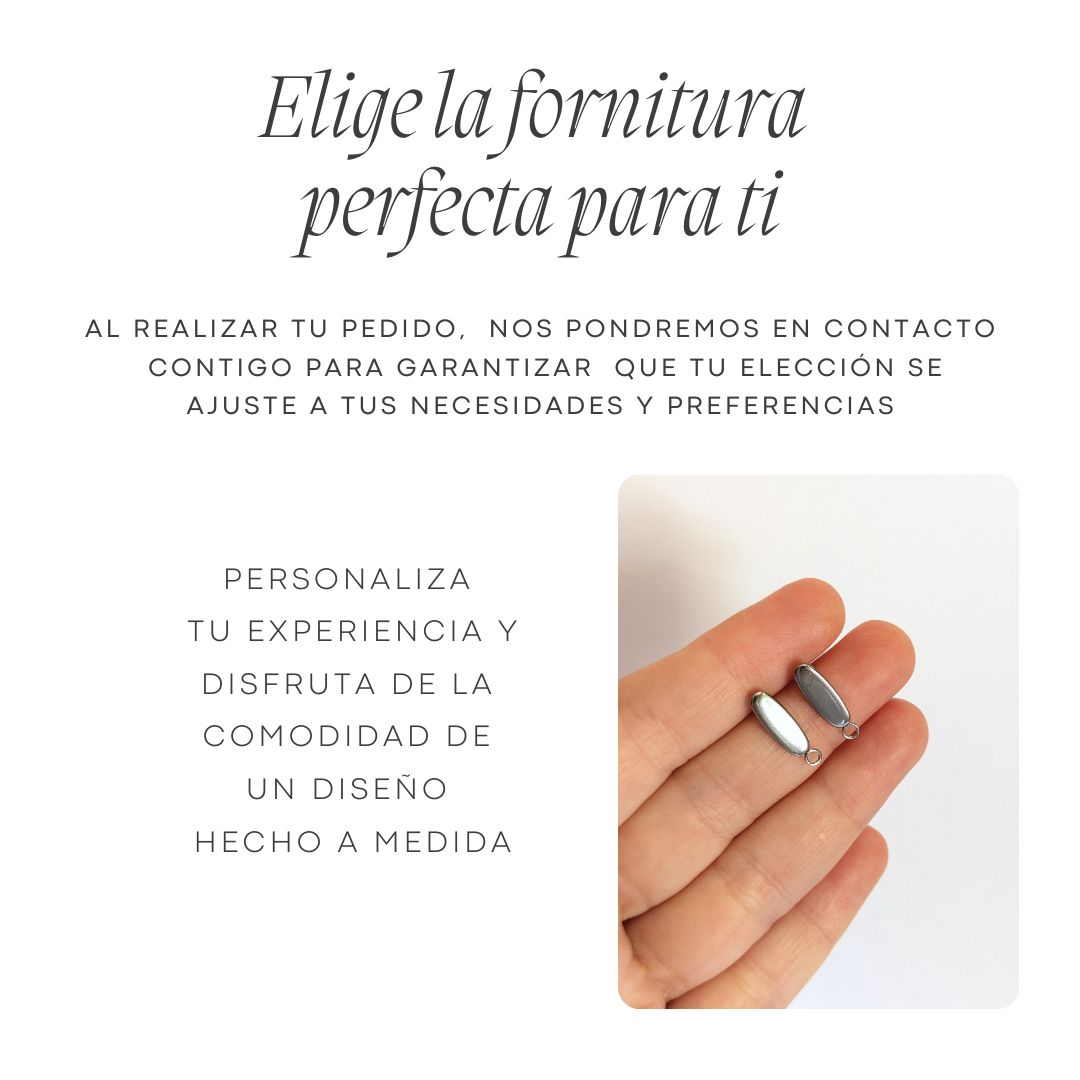 Elige la fornitura
perfecta para ti
AL REALIZAR TU PEDIDO, NOS PONDREMOS EN CONTACTO
CONTIGO PARA GARANTIZAR QUE TU ELECCIÓN SE
AJUSTE A TUS NECESIDADES Y PREFERENCIAS
PERSONALIZA
TU EXPERIENCIA Y
DISFRUTA DE LA
COMODIDAD DE
UN DISEÑO
HECHO A MEDIDA